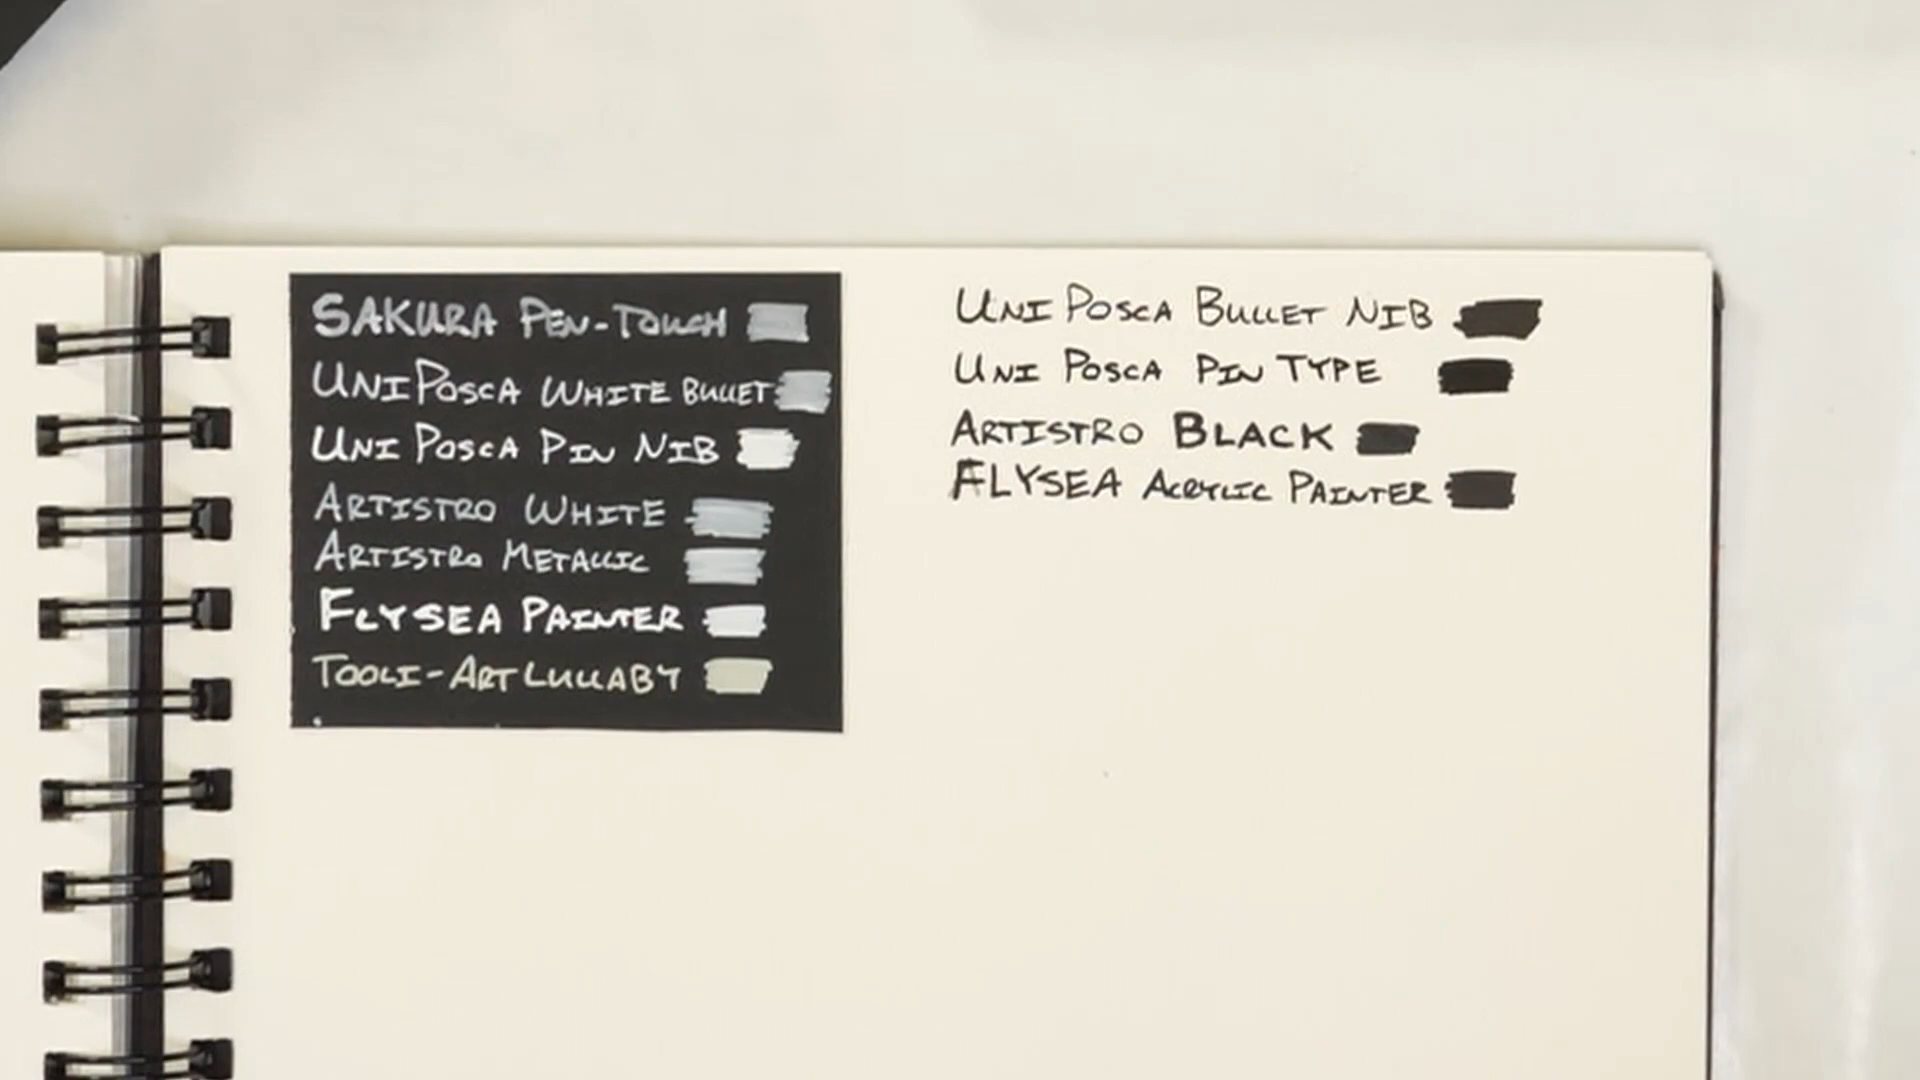 SAKURA PEN-TOUCH
UNI POSCA WHITE BULLET
UNI POSCA PIN NIB
ARTISTRO WHITE
ARTISTRO METALLIC
FLYSEA PAINTER
TOOLI-ART LULLABY
UNI POSCA BULLET NIB
UNI POSCA PIN TYPE
ARTISTRO BLACK
FLYSEA ACRYLIC PAINTER